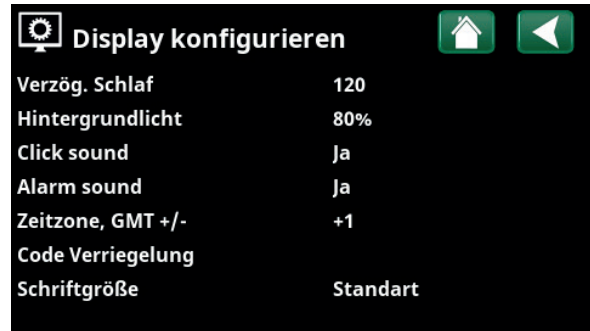 Display konfigurieren
Verzög. Schlaf 120
Hintergrundlicht 80%
Click sound Ja
Alarm sound Ja
Zeitzone, GMT +/- +1
Code Verriegelung
Schriftgröße Standart